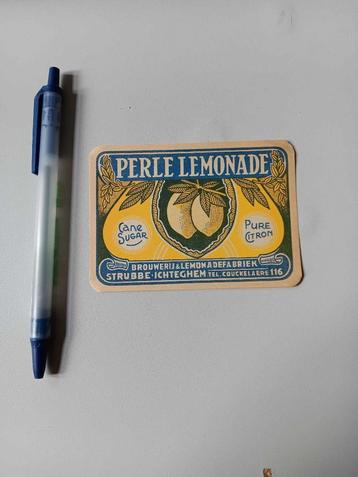 PERLE LEMONADE
Cane SUGAR
PURE CITRON
BROUWERIJ & LEMONADEFABRIEK
STRUBBE · ICHTEGHEM TEL. COUCKELAERE 116